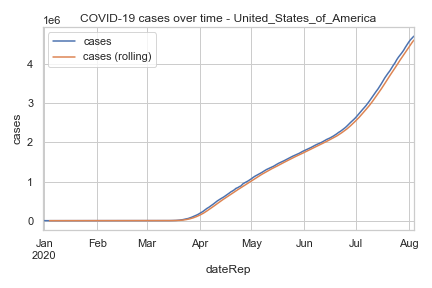 COVID-19 cases over time - United_States_of_America
1e6
cases
cases (rolling)
4
3
2
1
0
cases
Jan
2020
Feb
Mar
Apr
May
Jun
Jul
Aug
dateRep